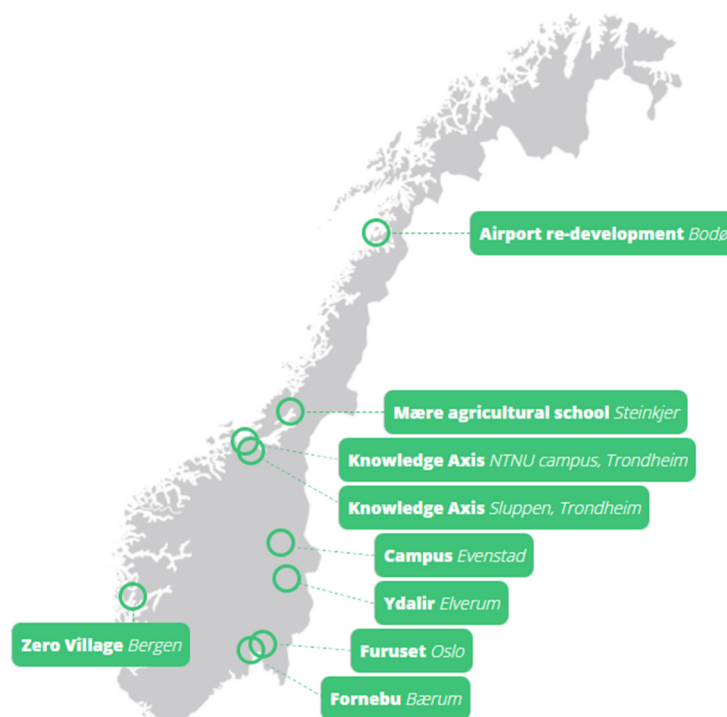 Airport re-development Bodø
Mære agricultural school Steinkjer
Knowledge Axis NTNU campus, Trondheim
Knowledge Axis Sluppen, Trondheim
Campus Evenstad
Ydalir Elverum
Zero Village Bergen
Furuset Oslo
Fornebu Bærum